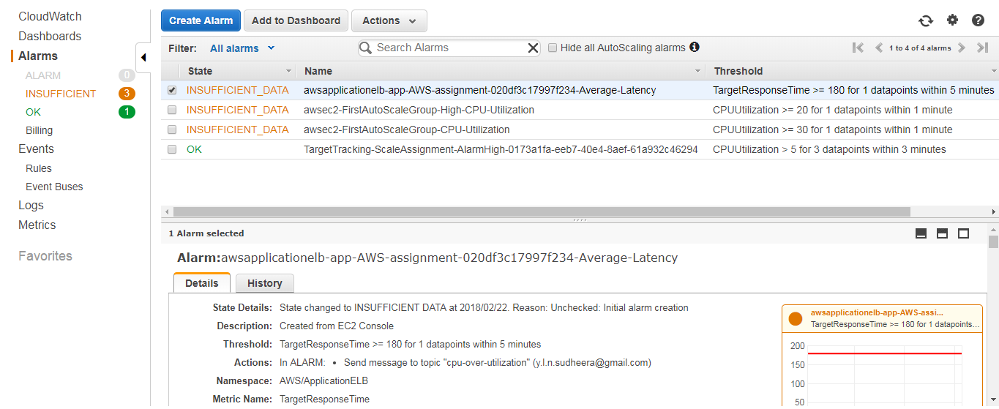 CloudWatch
Dashboards
Alarms
ALARM 0
INSUFFICIENT 3
OK 1
Billing
Events
Rules
Event Buses
Logs
Metrics
Favorites
Create Alarm Add to Dashboard Actions
Filter: All alarms Search Alarms Hide all AutoScaling alarms 1 to 4 of 4 alarms
State Name Threshold
INSUFFICIENT_DATA awsapplicationelb-app-AWS-assignment-020df3c17997f234-Average-Latency TargetResponseTime >= 180 for 1 datapoints within 5 minutes
INSUFFICIENT_DATA awsec2-FirstAutoScaleGroup-High-CPU-Utilization CPUUtilization >= 20 for 1 datapoints within 1 minute
INSUFFICIENT_DATA awsec2-FirstAutoScaleGroup-CPU-Utilization CPUUtilization >= 30 for 1 datapoints within 1 minute
OK TargetTracking-ScaleAssignment-AlarmHigh-0173a1fa-eeb7-40e4-8aef-61a932c46294 CPUUtilization > 5 for 3 datapoints within 3 minutes
1 Alarm selected
Alarm:awsapplicationelb-app-AWS-assignment-020df3c17997f234-Average-Latency
Details History
State Details: State changed to INSUFFICIENT DATA at 2018/02/22. Reason: Unchecked: Initial alarm creation
Description: Created from EC2 Console
Threshold: TargetResponseTime >= 180 for 1 datapoints within 5 minutes
Actions: In ALARM: • Send message to topic "cpu-over-utilization" (y.l.n.sudheera@gmail.com)
Namespace: AWS/ApplicationELB
Metric Name: TargetResponseTime
awsapplicationelb-app-AWS-assi...
TargetResponseTime >= 180 for 1 datapoints...
200
150
100
50